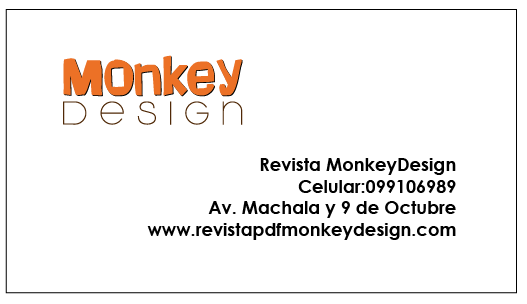 Monkey
Design
Revista MonkeyDesign
Celular:099106989
Av. Machala y 9 de Octubre
www.revistapdfmonkeydesign.com